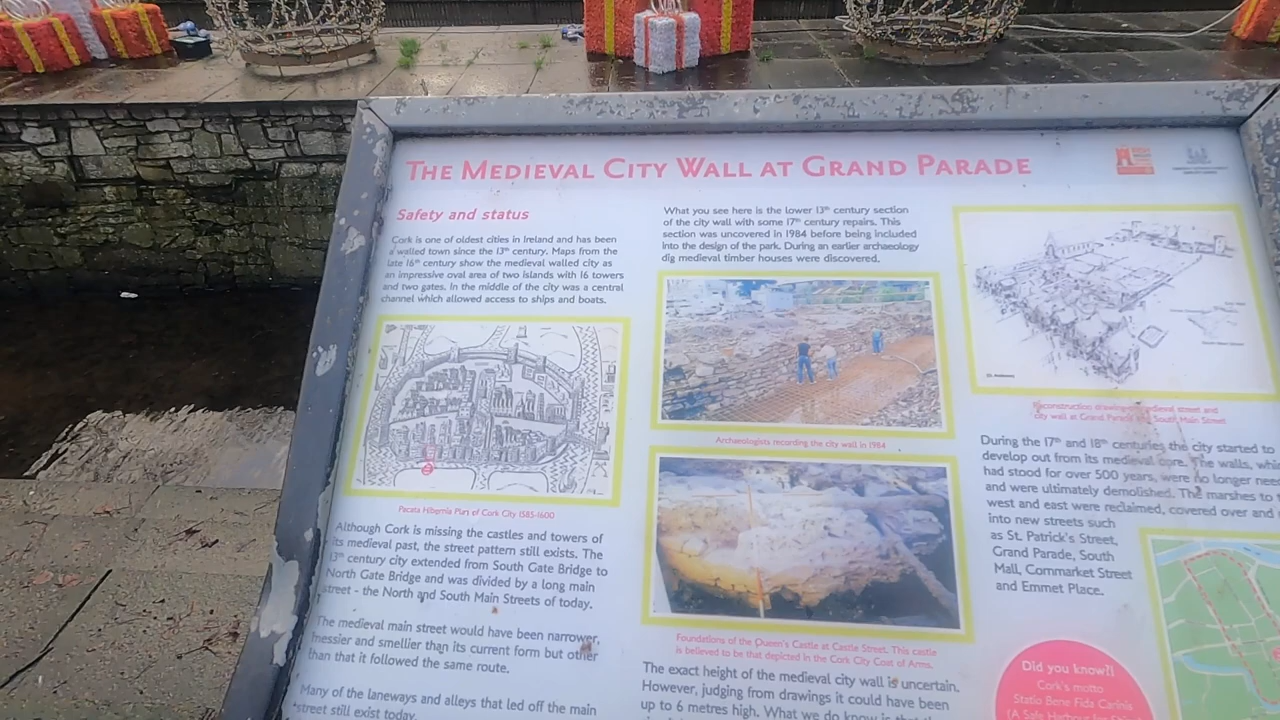 THE MEDIEVAL CITY WALL AT GRAND PARADE
Safety and status
Cork is one of oldest cities in Ireland and has been
a walled town since the 13th century. Maps from the
late 16th century show the medieval walled city as
an impressive oval area of two islands with 16 towers
and two gates. In the middle of the city was a central
channel which allowed access to ships and boats.
Pacata Hibernia Plan of Cork City 1585-1600
Although Cork is missing the castles and towers of
its medieval past, the street pattern still exists. The
13th century city extended from South Gate Bridge to
North Gate Bridge and was divided by a long main
street - the North and South Main Streets of today.
The medieval main street would have been narrower,
messier and smellier than its current form but other
than that it followed the same route.
Many of the laneways and alleys that led off the main
street still exist today.
What you see here is the lower 13th century section
of the city wall with some 17th century repairs. This
section was uncovered in 1984 before being included
into the design of the park. During an earlier archaeology
dig medieval timber houses were discovered.
Archaeologists recording the city wall in 1984
Foundations of the Queen's Castle at Castle Street. This castle
is believed to be that depicted in the Cork City Coat of Arms.
The exact height of the medieval city wall is uncertain.
However, judging from drawings it could have been
up to 6 metres high. What we do know is that
Reconstruction drawing medieval street and
city wall at Grand Parade and South Main Street
During the 17th and 18th centuries the city started to
develop out from its medieval core. The walls,
had stood for over 500 years, were no longer
and were ultimately demolished. The marshes to
west and east were reclaimed, covered over and
into new streets such
as St. Patrick's Street,
Grand Parade, South
Mall, Cornmarket Street
and Emmet Place.
Did you know?!
Cork's motto
Statio Bene Fida Carinis
(A Safe Harbour